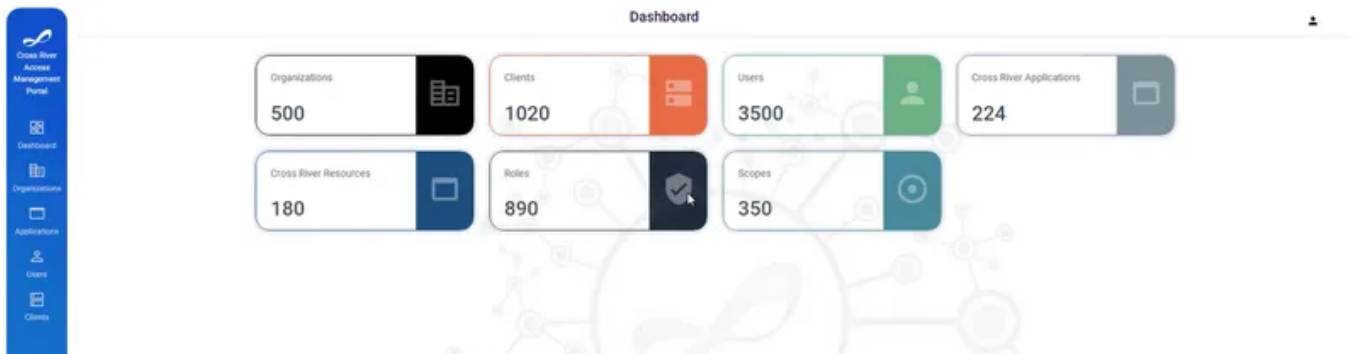 Dashboard
Cross River
Access
Management
Portal
Dashboard
Organizations
Applications
Users
Clients
Organizations
500
Clients
1020
Users
3500
Cross River Applications
224
Cross River Resources
180
Roles
890
Scopes
350